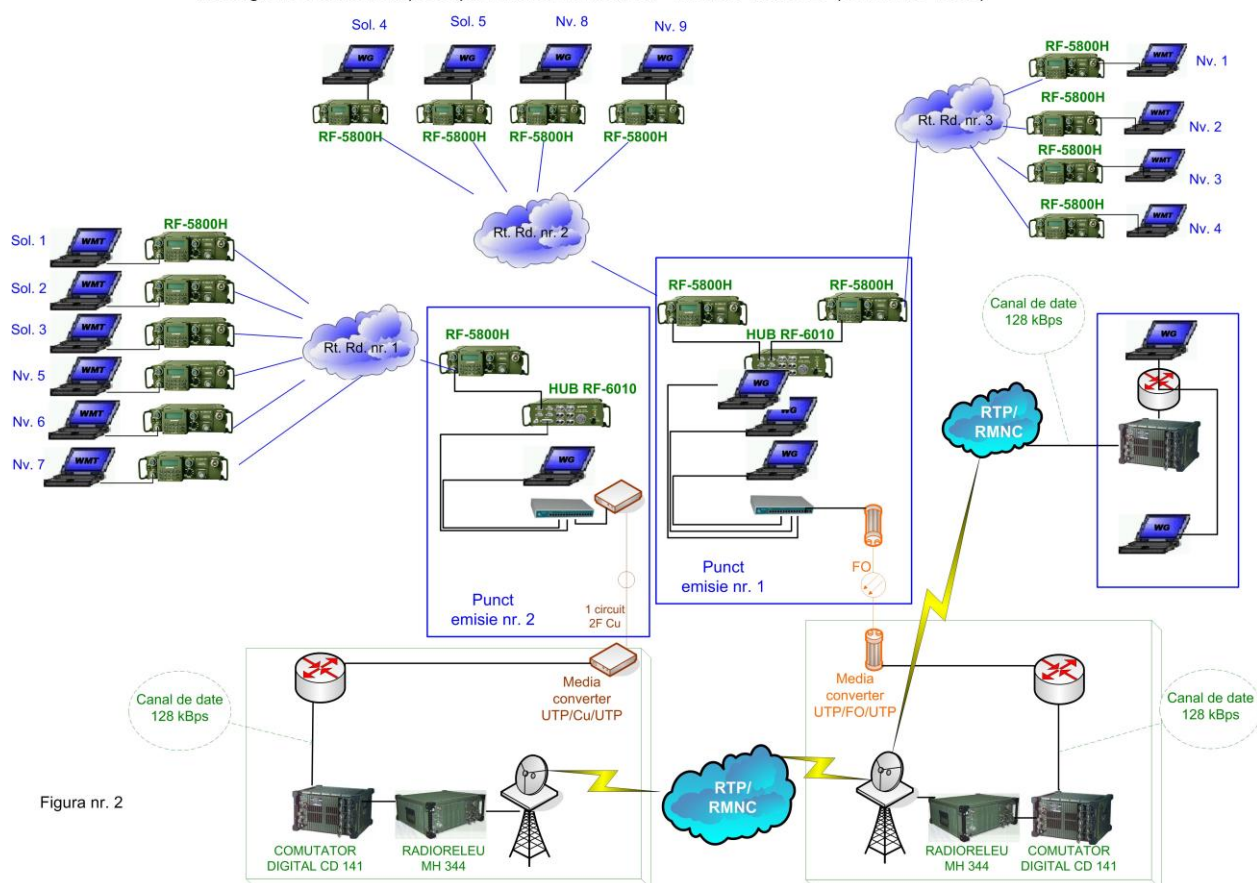 Sol. 4
Sol. 5
Nv. 8
Nv. 9
WG
WG
WG
WG
RF-5800H
RF-5800H
RF-5800H
RF-5800H
Rt. Rd. nr. 2
RF-5800H
WMT
Nv. 1
RF-5800H
WMT
Nv. 2
RF-5800H
WMT
Nv. 3
RF-5800H
WMT
Nv. 4
Rt. Rd. nr. 3
RF-5800H
Sol. 1
WMT
Sol. 2
WMT
Sol. 3
WMT
Nv. 5
WMT
Nv. 6
WMT
Nv. 7
WMT
Rt. Rd. nr. 1
RF-5800H
HUB RF-6010
WG
Punct
emisie nr. 2
1 circuit
2F Cu
RF-5800H
RF-5800H
HUB RF-6010
WG
WG
WG
WG
FO
Punct
emisie nr. 1
Canal de date
128 kBps
RTP/
RMNC
WG
WG
Canal de date
128 kBps
Media
converter
UTP/Cu/UTP
Media
converter
UTP/FO/UTP
Canal de date
128 kBps
RTP/
RMNC
Figura nr. 2
COMUTATOR
DIGITAL CD 141
RADIORELEU
MH 344
RADIORELEU
MH 344
COMUTATOR
DIGITAL CD 141